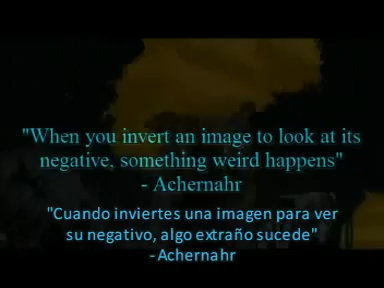 "When you invert an image to look at its
negative, something weird happens"
- Achernahr
"Cuando inviertes una imagen para ver
su negativo, algo extraño sucede"
- Achernahr